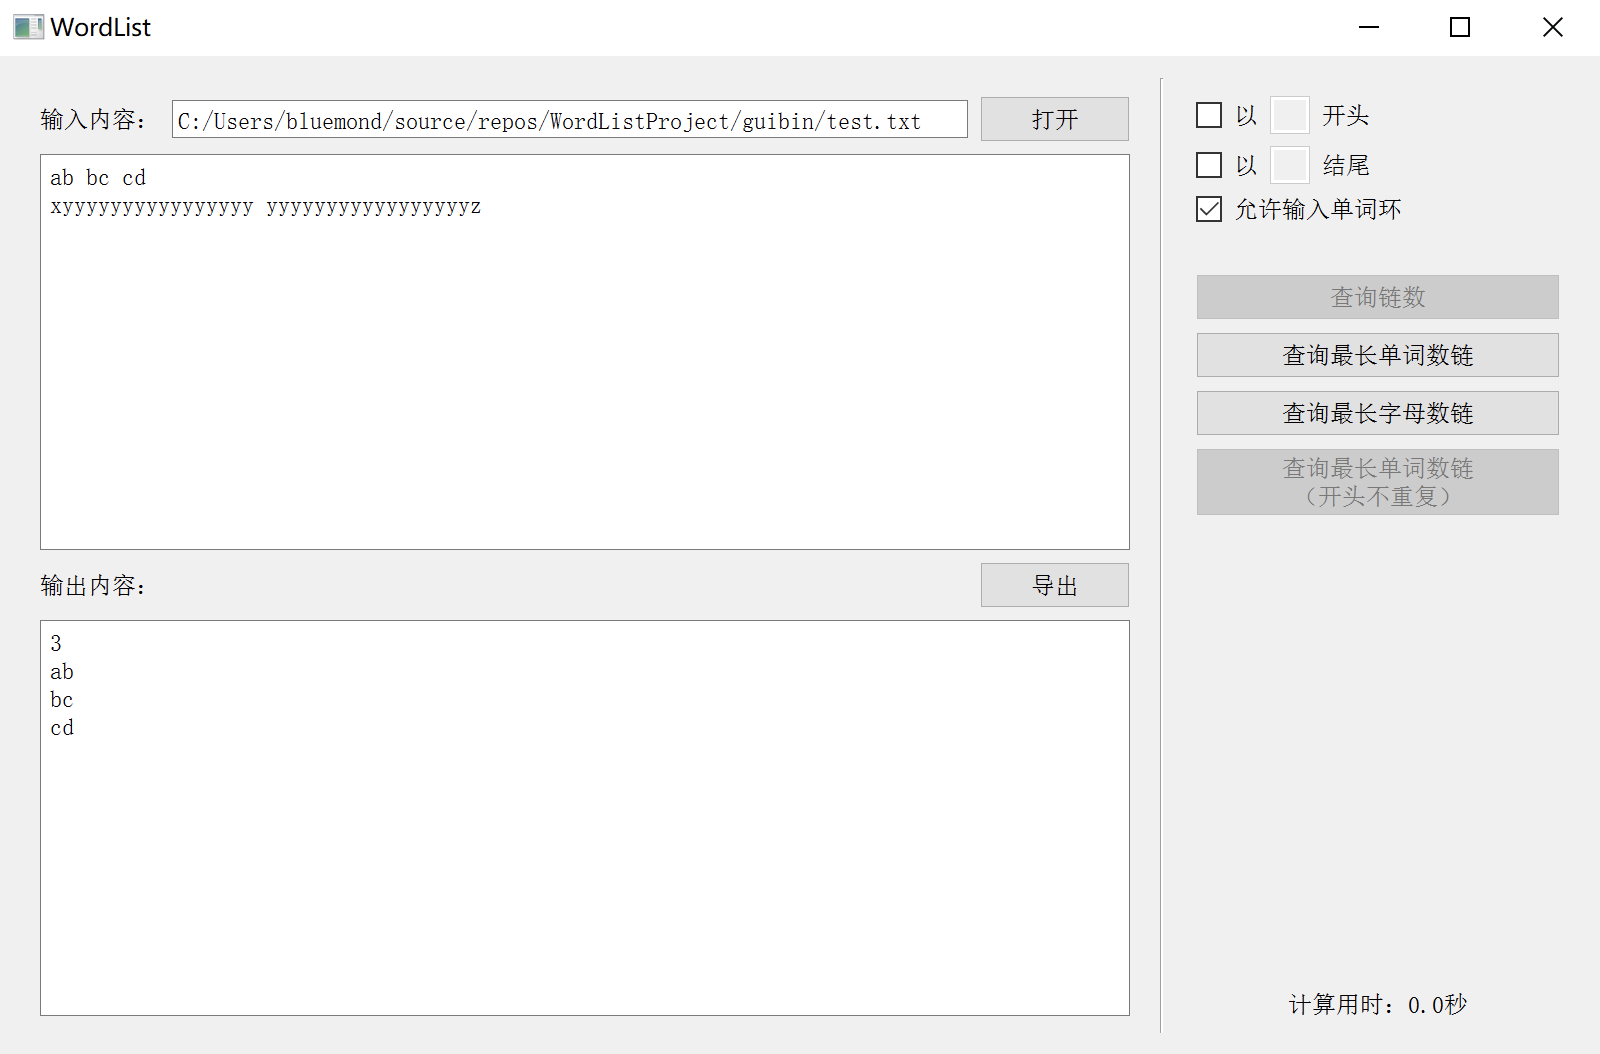 WordList
输入内容： C:/Users/bluemond/source/repos/WordListProject/guibin/test.txt 打开
ab bc cd
xyyyyyyyyyyyyyyyy yyyyyyyyyyyyyyyyyz
输出内容： 导出
3
ab
bc
cd
以 开头
以 结尾
允许输入单词环
查询链数
查询最长单词数链
查询最长字母数链
查询最长单词数链
（开头不重复）
计算用时：0.0秒